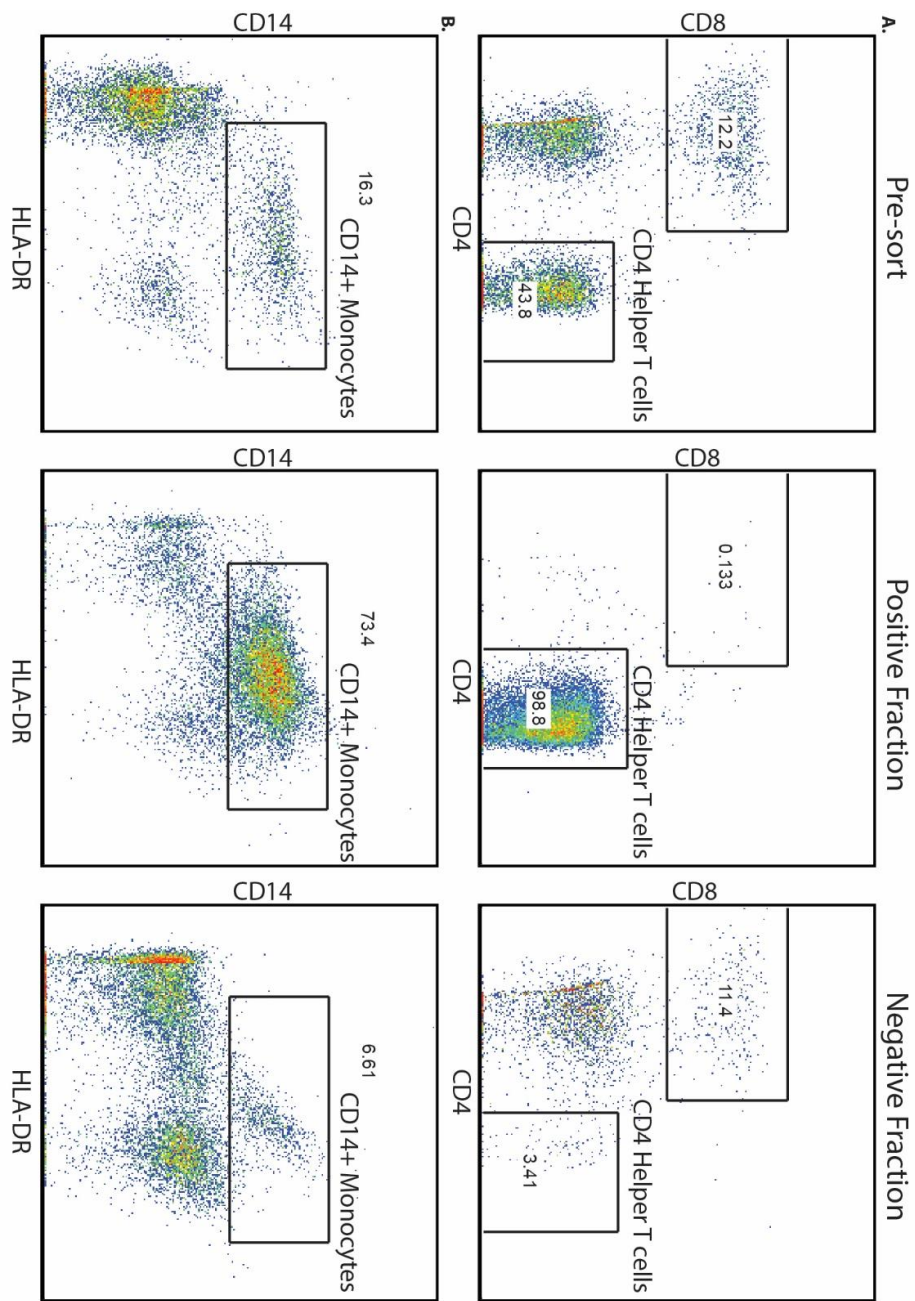 A.
Pre-sort
Positive Fraction
Negative Fraction
CD8
12.2
CD4 Helper T cells
43.8
CD4
CD8
0.133
CD4 Helper T cells
98.8
CD4
CD8
11.4
CD4 Helper T cells
3.41
CD4
B.
CD14
16.3
CD14+ Monocytes
HLA-DR
CD14
73.4
CD14+ Monocytes
HLA-DR
CD14
6.61
CD14+ Monocytes
HLA-DR